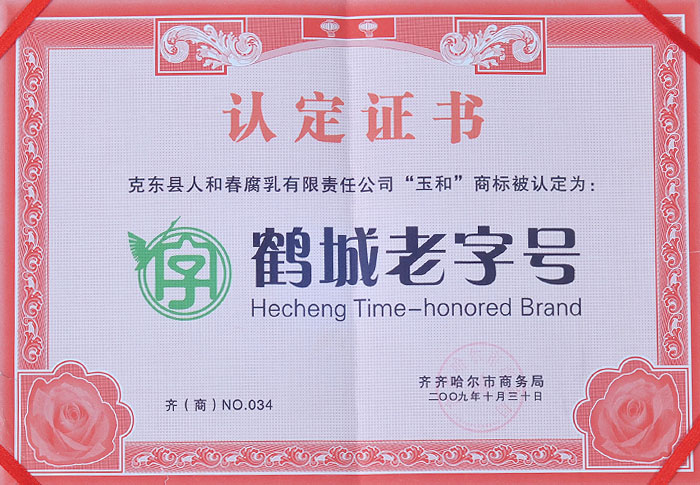 认定证书
克东县人和春腐乳有限责任公司“玉和”商标被认定为：
鹤城老字号
Hecheng Time-honored Brand
齐齐哈尔市商务局
二〇〇九年十月三十日
齐（商）NO.034